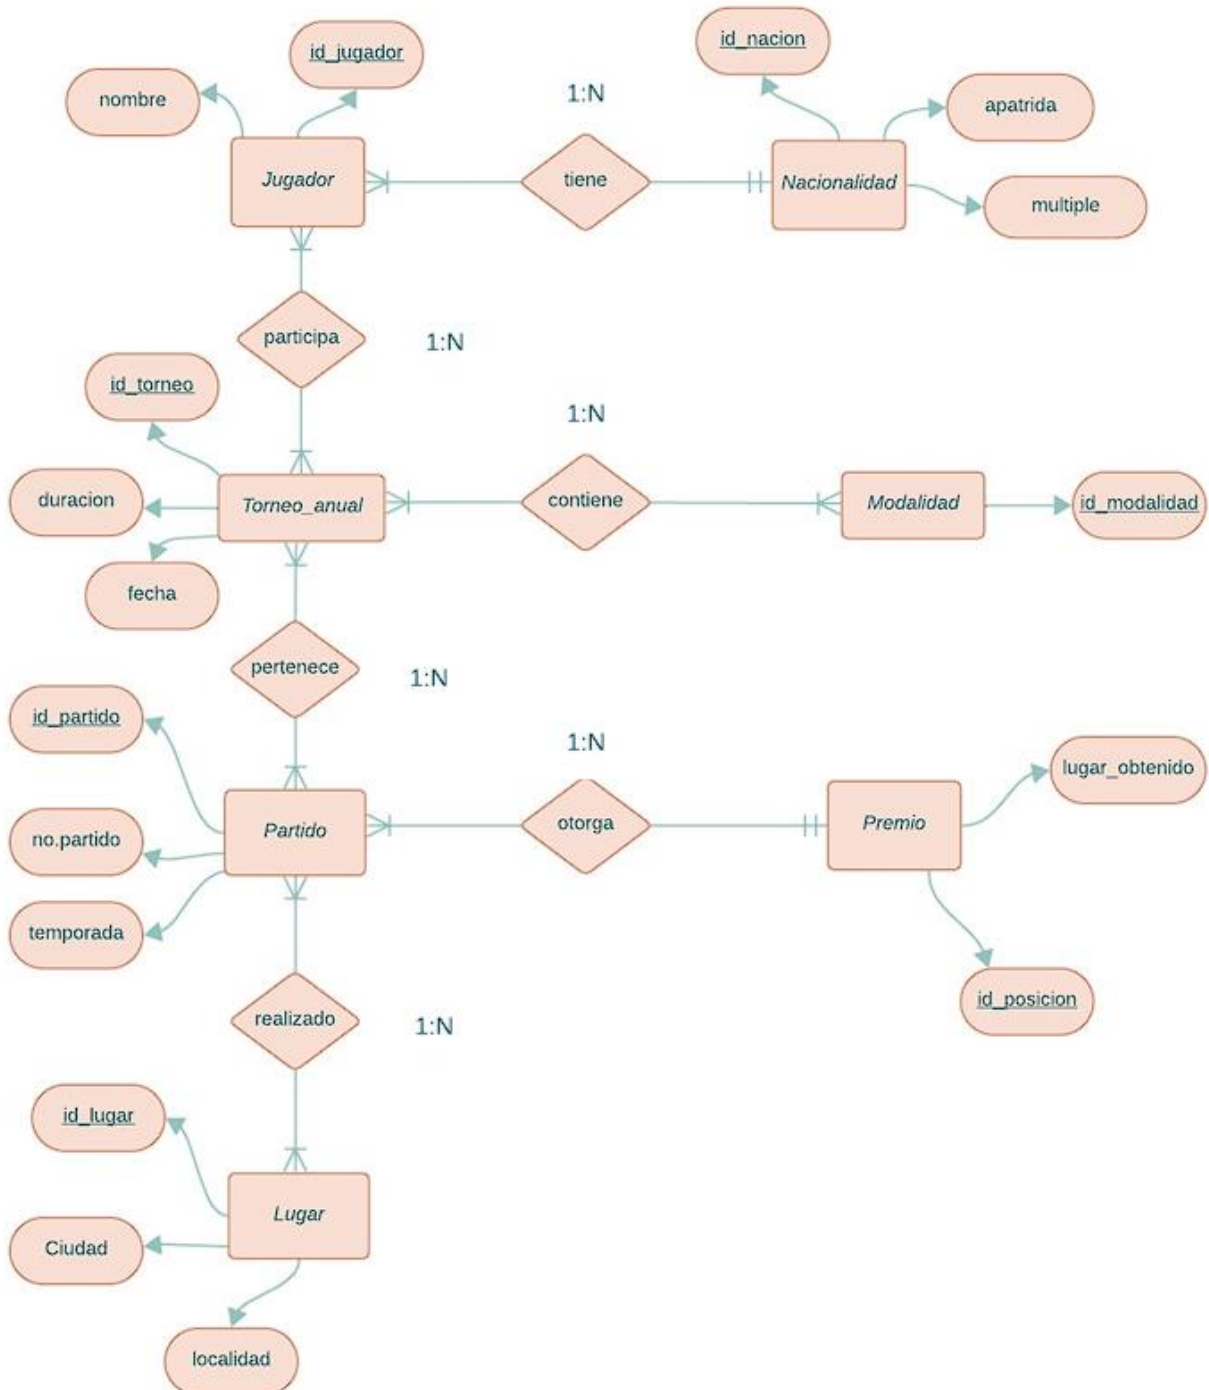 id_jugador
id_nacion
nombre
1:N
apatrida
Jugador
tiene
Nacionalidad
multiple
participa
1:N
id_torneo
1:N
duracion
Torneo_anual
contiene
Modalidad
id_modalidad
fecha
pertenece
1:N
id_partido
1:N
lugar_obtenido
no.partido
Partido
otorga
Premio
temporada
id_posicion
realizado
1:N
id_lugar
Lugar
Ciudad
localidad